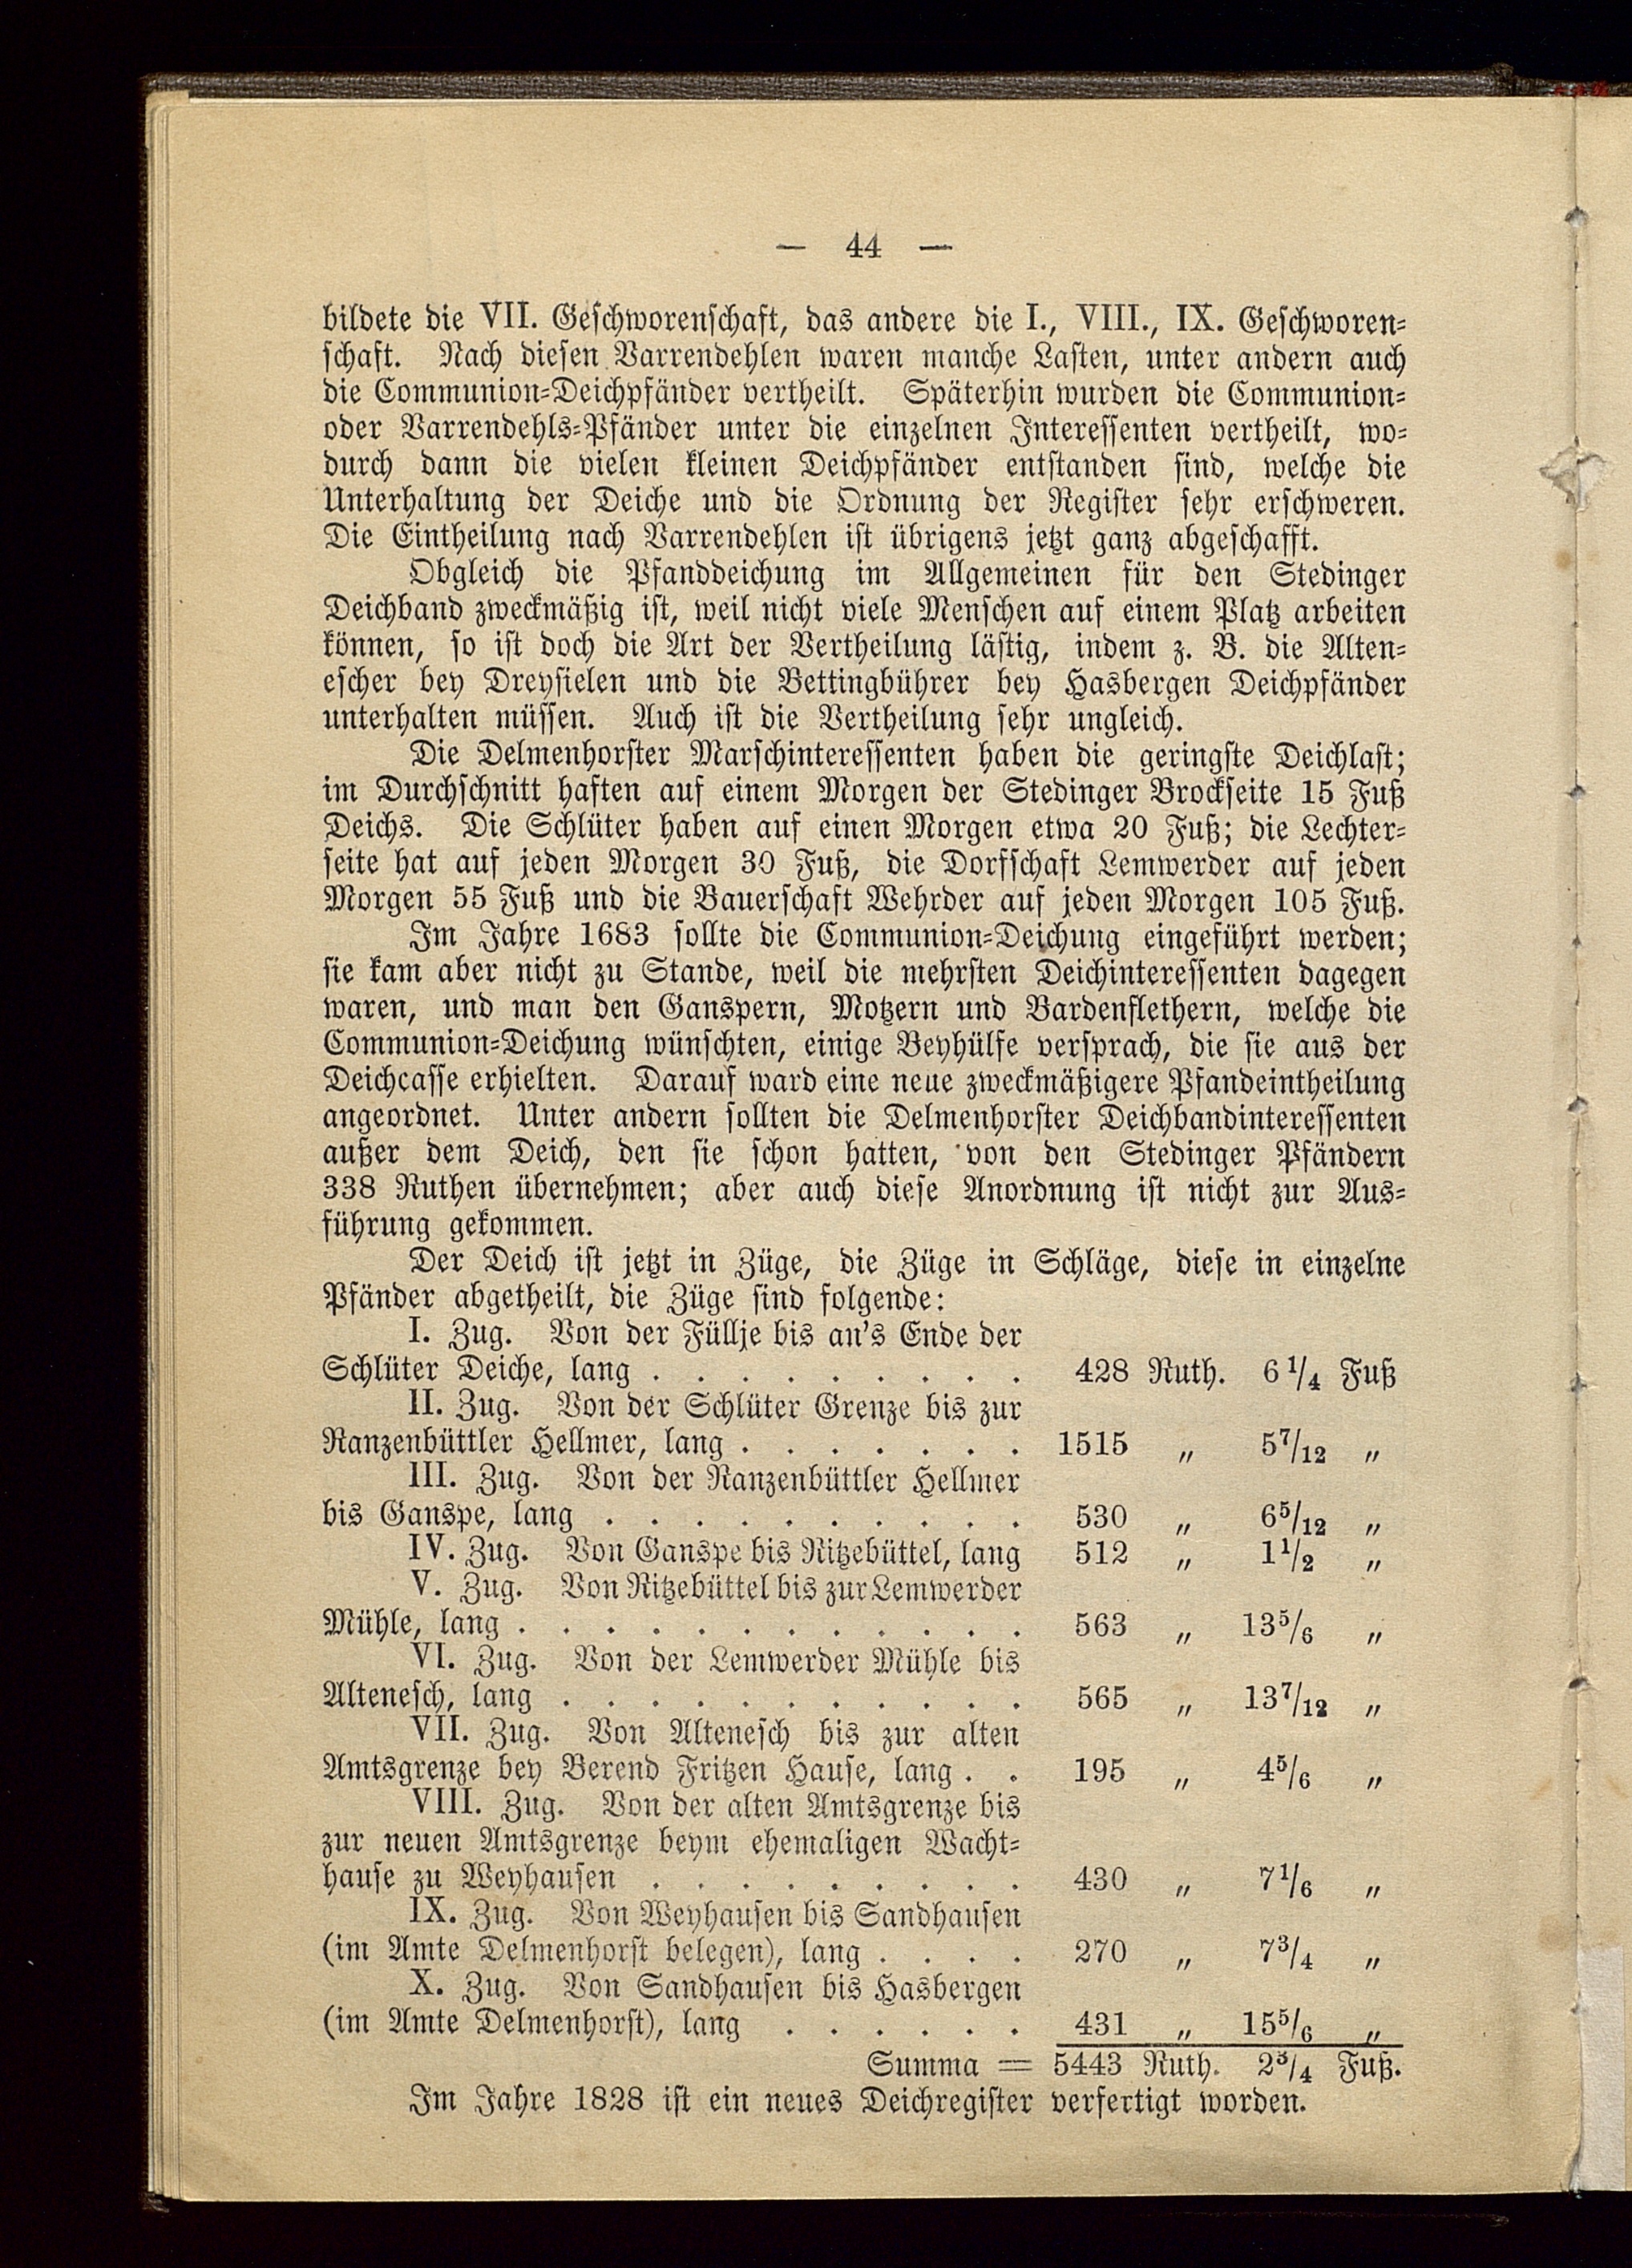 — 44 —
bildete die VII. Geschworenschaft, das andere die I., VIII., IX. Geschworen-
schaft. Nach diesen Varrendehlen waren manche Lasten, unter andern auch
die Communion-Deichpfänder vertheilt. Späterhin wurden die Communion-
oder Varrendehls-Pfänder unter die einzelnen Interessenten vertheilt, wo-
durch dann die vielen kleinen Deichpfänder entstanden sind, welche die
Unterhaltung der Deiche und die Ordnung der Register sehr erschweren.
Die Eintheilung nach Varrendehlen ist übrigens jetzt ganz abgeschafft.
Obgleich die Pfanddeichung im Allgemeinen für den Stedinger
Deichband zweckmäßig ist, weil nicht viele Menschen auf einem Platz arbeiten
können, so ist doch die Art der Vertheilung lästig, indem z. B. die Alten-
escher bey Dreysielen und die Bettingbührer bey Hasbergen Deichpfänder
unterhalten müssen. Auch ist die Vertheilung sehr ungleich.
Die Delmenhorster Marschinteressenten haben die geringste Deichlast;
im Durchschnitt haften auf einem Morgen der Stedinger Brockseite 15 Fuß
Deichs. Die Schlüter haben auf einen Morgen etwa 20 Fuß; die Lechter-
seite hat auf jeden Morgen 30 Fuß, die Dorfschaft Lemwerder auf jeden
Morgen 55 Fuß und die Bauerschaft Wehrder auf jeden Morgen 105 Fuß.
Im Jahre 1683 sollte die Communion-Deichung eingeführt werden;
sie kam aber nicht zu Stande, weil die mehrsten Deichinteressenten dagegen
waren, und man den Ganspern, Motzern und Bardenflethern, welche die
Communion-Deichung wünschten, einige Beyhülfe versprach, die sie aus der
Deichcasse erhielten. Darauf ward eine neue zweckmäßigere Pfandeintheilung
angeordnet. Unter andern sollten die Delmenhorster Deichbandinteressenten
außer dem Deich, den sie schon hatten, von den Stedinger Pfändern
338 Ruthen übernehmen; aber auch diese Anordnung ist nicht zur Aus-
führung gekommen.
Der Deich ist jetzt in Züge, die Züge in Schläge, diese in einzelne
Pfänder abgetheilt, die Züge sind folgende:
I. Zug. Von der Füllje bis an's Ende der
Schlüter Deiche, lang . . . . . . . . . 428 Ruth. 6 1/4 Fuß
II. Zug. Von der Schlüter Grenze bis zur
Ranzenbüttler Hellmer, lang . . . . . . . 1515 „ 5 7/12 „
III. Zug. Von der Ranzenbüttler Hellmer
bis Ganspe, lang . . . . . . . . . . 530 „ 6 5/12 „
IV. Zug. Von Ganspe bis Ritzebüttel, lang 512 „ 1 1/2 „
V. Zug. Von Ritzebüttel bis zur Lemwerder
Mühle, lang . . . . . . . . . . . . 563 „ 13 5/6 „
VI. Zug. Von der Lemwerder Mühle bis
Altenesch, lang . . . . . . . . . . . 565 „ 13 7/12 „
VII. Zug. Von Altenesch bis zur alten
Amtsgrenze bey Berend Fritzen Hause, lang . . 195 „ 4 5/6 „
VIII. Zug. Von der alten Amtsgrenze bis
zur neuen Amtsgrenze beym ehemaligen Wacht-
hause zu Weyhausen . . . . . . . . . 430 „ 7 1/6 „
IX. Zug. Von Weyhausen bis Sandhausen
(im Amte Delmenhorst belegen), lang . . . . 270 „ 7 3/4 „
X. Zug. Von Sandhausen bis Hasbergen
(im Amte Delmenhorst), lang . . . . . . 431 „ 15 5/6 „
Summa = 5443 Ruth. 2 3/4 Fuß.
Im Jahre 1828 ist ein neues Deichregister verfertigt worden.